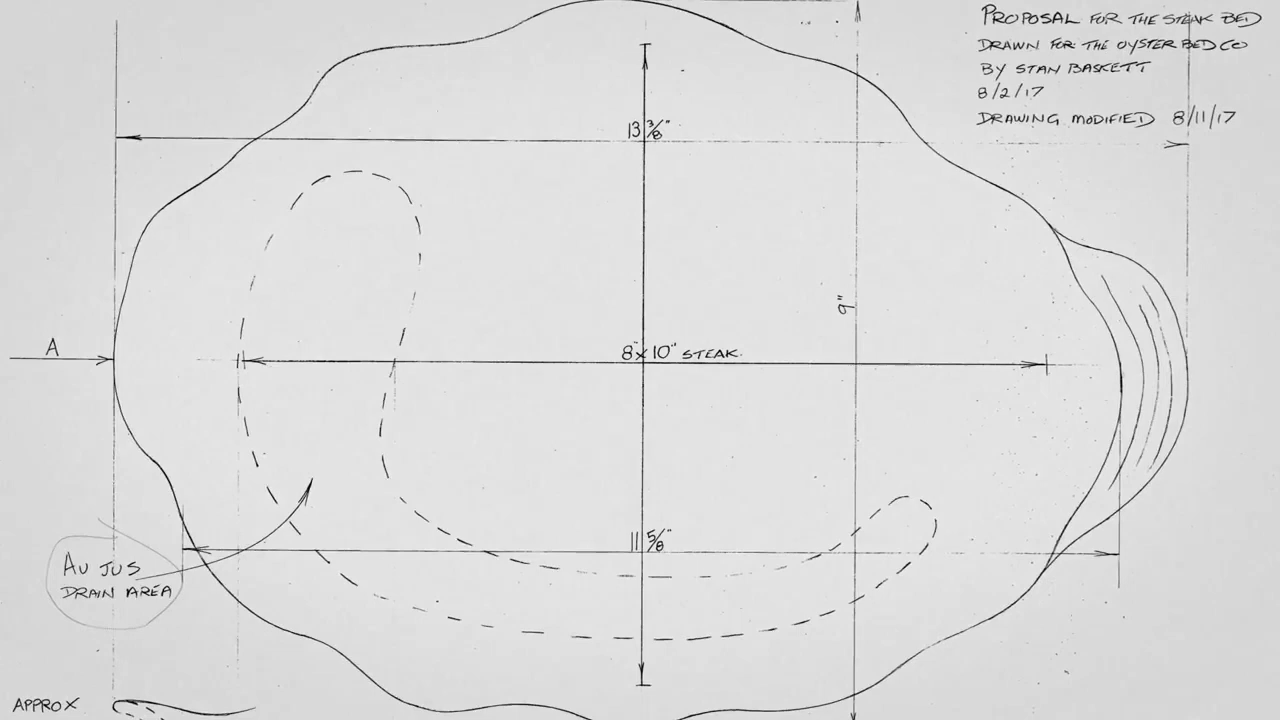 PROPOSAL FOR THE STEAK BED
DRAWN FOR THE OYSTER BED CO
BY STAN BASKETT
8/2/17
DRAWING MODIFIED 8/11/17
13 3/8"
9"
A
8"x10" STEAK.
11 5/8"
AU JUS
DRAIN AREA
APPROX